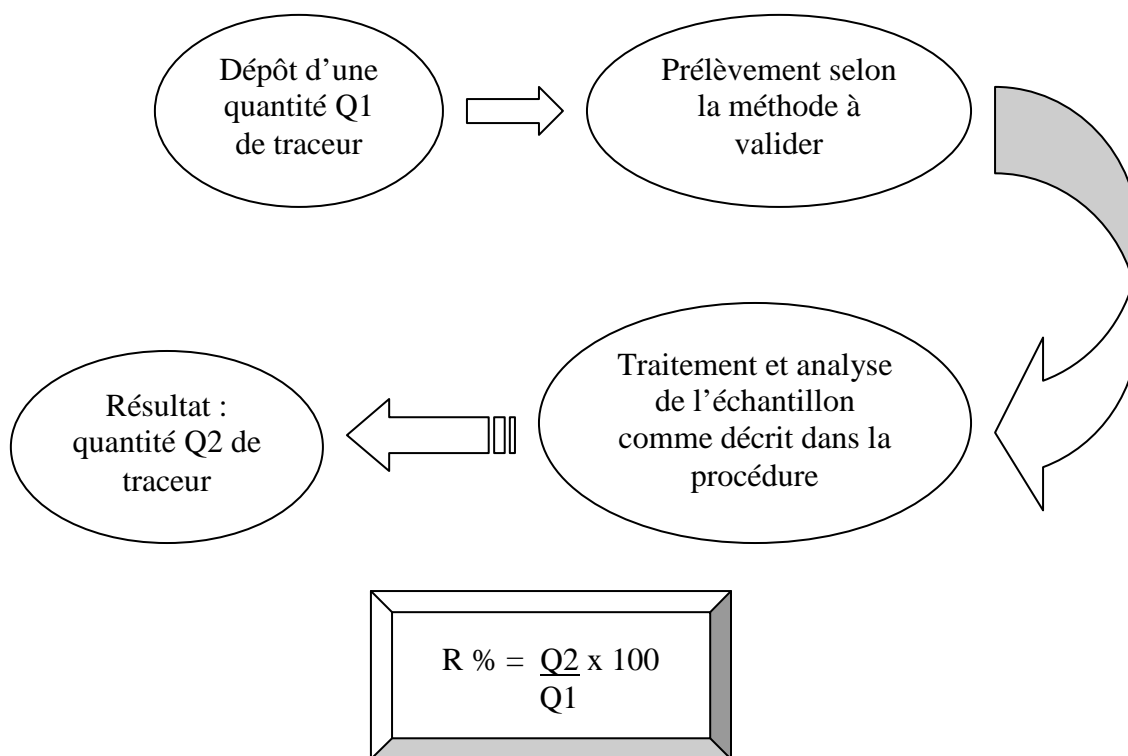 Dépôt d’une
quantité Q1
de traceur
Prélèvement selon
la méthode à
valider
Traitement et analyse
de l’échantillon
comme décrit dans la
procédure
Résultat :
quantité Q2 de
traceur
R % = Q2 x 100
Q1